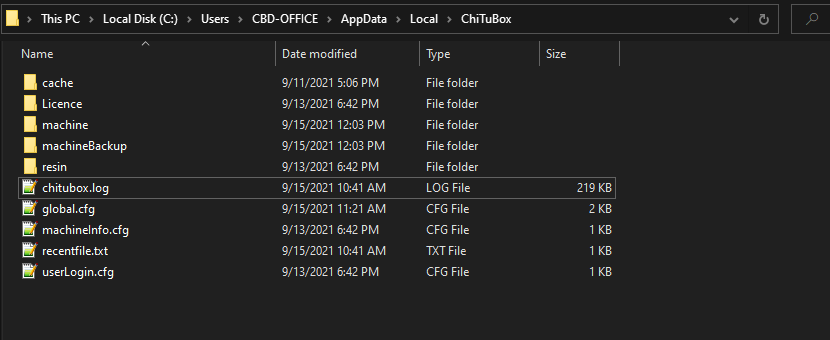 This PC > Local Disk (C:) > Users > CBD-OFFICE > AppData > Local > ChiTuBox
Name Date modified Type Size
cache 9/11/2021 5:06 PM File folder
Licence 9/13/2021 6:42 PM File folder
machine 9/15/2021 12:03 PM File folder
machineBackup 9/15/2021 12:03 PM File folder
resin 9/13/2021 6:42 PM File folder
chitubox.log 9/15/2021 10:41 AM LOG File 219 KB
global.cfg 9/15/2021 11:21 AM CFG File 2 KB
machineInfo.cfg 9/13/2021 6:42 PM CFG File 1 KB
recentfile.txt 9/15/2021 10:41 AM TXT File 1 KB
userLogin.cfg 9/13/2021 6:42 PM CFG File 1 KB